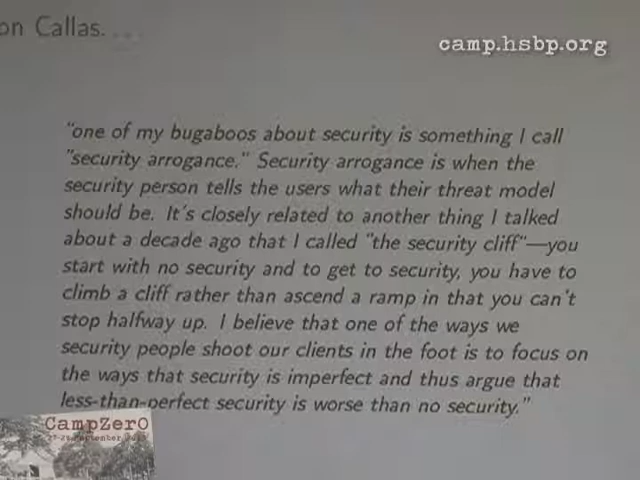 on Callas. ...
camp.hsbp.org
"one of my bugaboos about security is something I call
"security arrogance." Security arrogance is when the
security person tells the users what their threat model
should be. It's closely related to another thing I talked
about a decade ago that I called "the security cliff"—you
start with no security and to get to security, you have to
climb a cliff rather than ascend a ramp in that you can't
stop halfway up. I believe that one of the ways we
security people shoot our clients in the foot is to focus on
the ways that security is imperfect and thus argue that
less-than-perfect security is worse than no security."
CampZer0
September